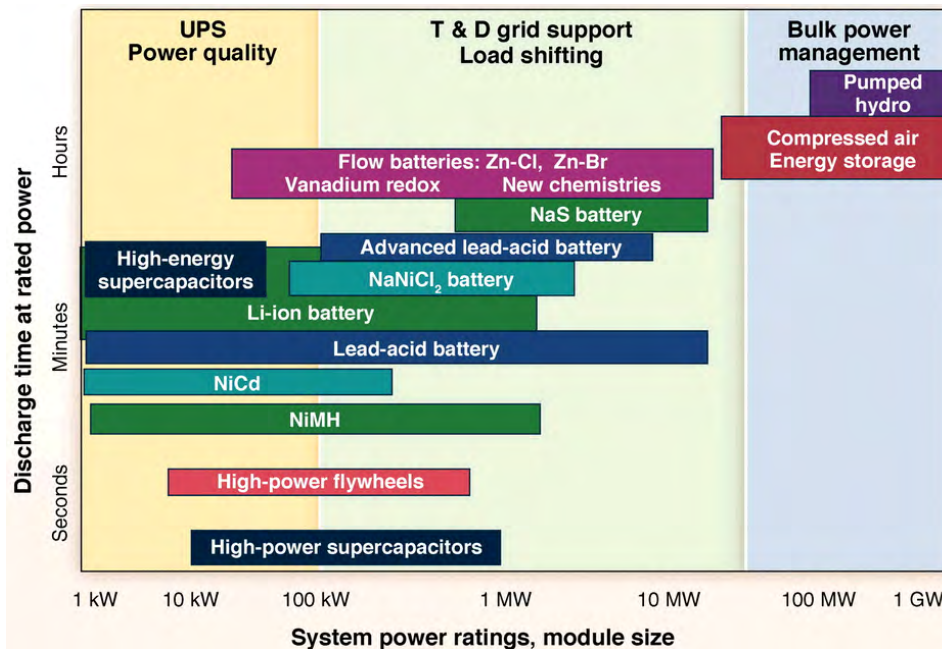 UPS
Power quality
T & D grid support
Load shifting
Bulk power
management
Discharge time at rated power
Hours
Minutes
Seconds
Pumped
hydro
Compressed air
Energy storage
Flow batteries: Zn-Cl, Zn-Br
Vanadium redox New chemistries
NaS battery
Advanced lead-acid battery
High-energy
supercapacitors
NaNiCl₂ battery
Li-ion battery
Lead-acid battery
NiCd
NiMH
High-power flywheels
High-power supercapacitors
1 kW 10 kW 100 kW 1 MW 10 MW 100 MW 1 GW
System power ratings, module size